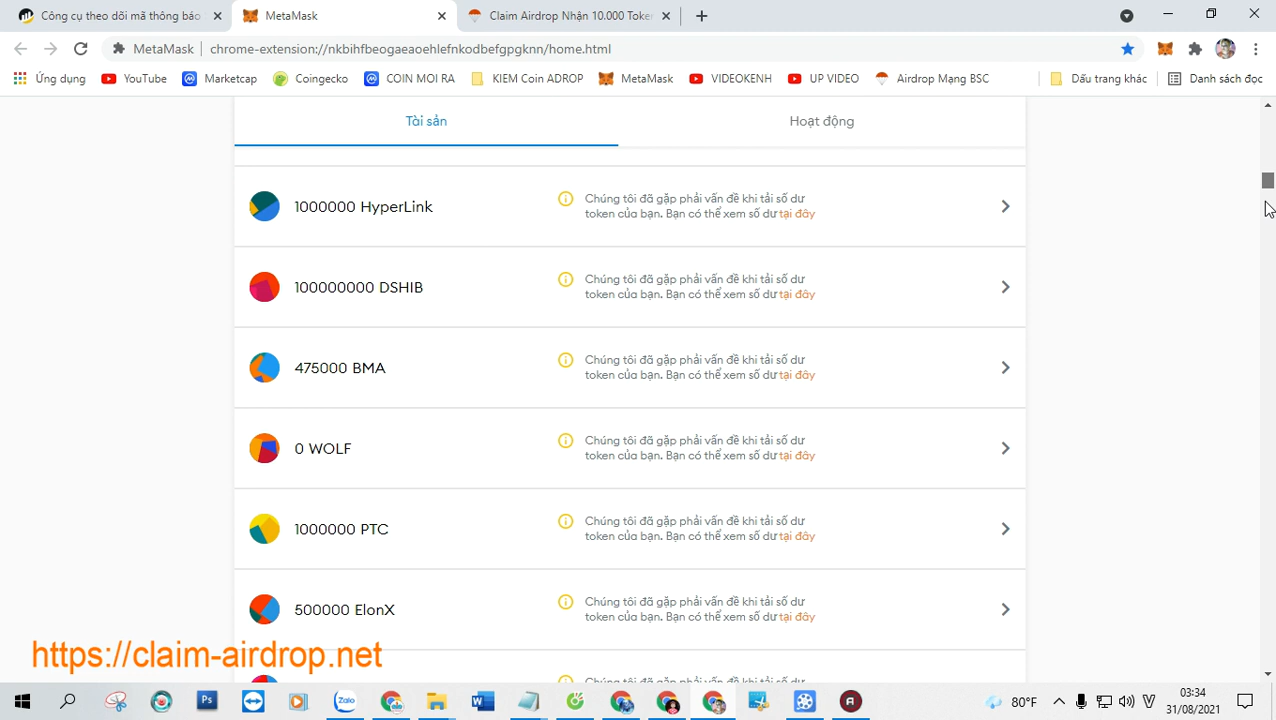 Công cụ theo dõi mã thông báo
MetaMask
Claim Airdrop Nhận 10.000 Toke
MetaMask
chrome-extension://nkbihfbeogaeaoehlefnkodbefgpgknn/home.html
Ứng dụng
YouTube
Marketcap
Coingecko
COIN MOI RA
KIEM Coin ADROP
MetaMask
VIDEOKENH
UP VIDEO
Airdrop Mạng BSC
Dấu trang khác
Danh sách đọc
Tài sản
Hoạt động
1000000 HyperLink
Chúng tôi đã gặp phải vấn đề khi tải số dư
token của bạn. Bạn có thể xem số dư tại đây
100000000 DSHIB
Chúng tôi đã gặp phải vấn đề khi tải số dư
token của bạn. Bạn có thể xem số dư tại đây
475000 BMA
Chúng tôi đã gặp phải vấn đề khi tải số dư
token của bạn. Bạn có thể xem số dư tại đây
0 WOLF
Chúng tôi đã gặp phải vấn đề khi tải số dư
token của bạn. Bạn có thể xem số dư tại đây
1000000 PTC
Chúng tôi đã gặp phải vấn đề khi tải số dư
token của bạn. Bạn có thể xem số dư tại đây
500000 ElonX
Chúng tôi đã gặp phải vấn đề khi tải số dư
token của bạn. Bạn có thể xem số dư tại đây
https://claim-airdrop.net
Ps
Zalo
80°F
03:34
31/08/2021